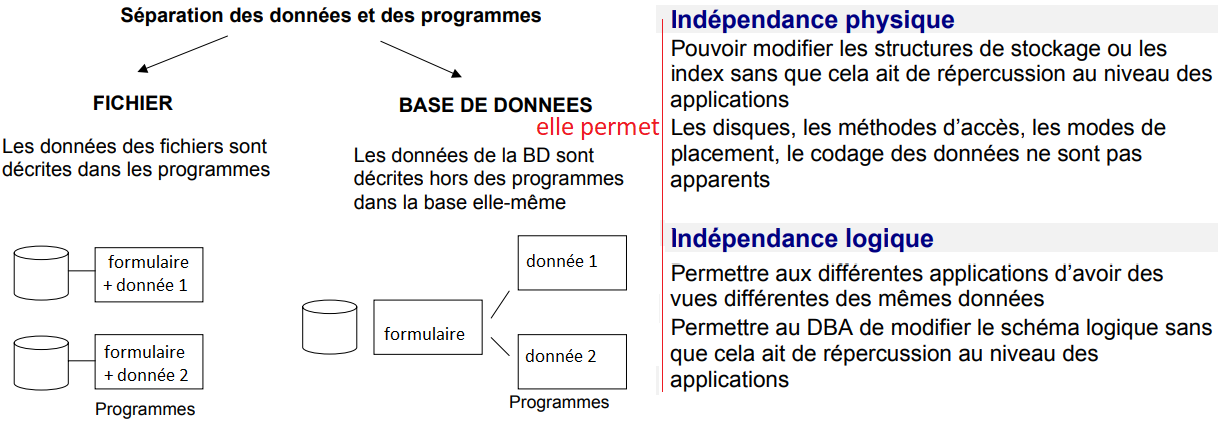 Séparation des données et des programmes
FICHIER
Les données des fichiers sont
décrites dans les programmes
formulaire
+ donnée 1
formulaire
+ donnée 2
Programmes
BASE DE DONNEES
Les données de la BD sont
décrites hors des programmes
dans la base elle-même
formulaire
donnée 1
donnée 2
Programmes
elle permet
Indépendance physique
Pouvoir modifier les structures de stockage ou les
index sans que cela ait de répercussion au niveau des
applications
Les disques, les méthodes d'accès, les modes de
placement, le codage des données ne sont pas
apparents
Indépendance logique
Permettre aux différentes applications d'avoir des
vues différentes des mêmes données
Permettre au DBA de modifier le schéma logique sans
que cela ait de répercussion au niveau des
applications